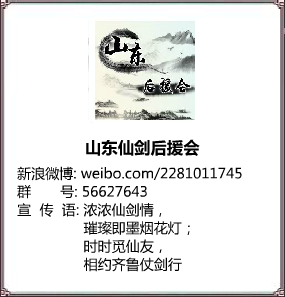 山东
后援会
山东仙剑后援会
新浪微博: weibo.com/2281011745
群 号: 56627643
宣 传 语: 浓浓仙剑情，
璀璨即墨烟花灯；
时时觅仙友，
相约齐鲁仗剑行